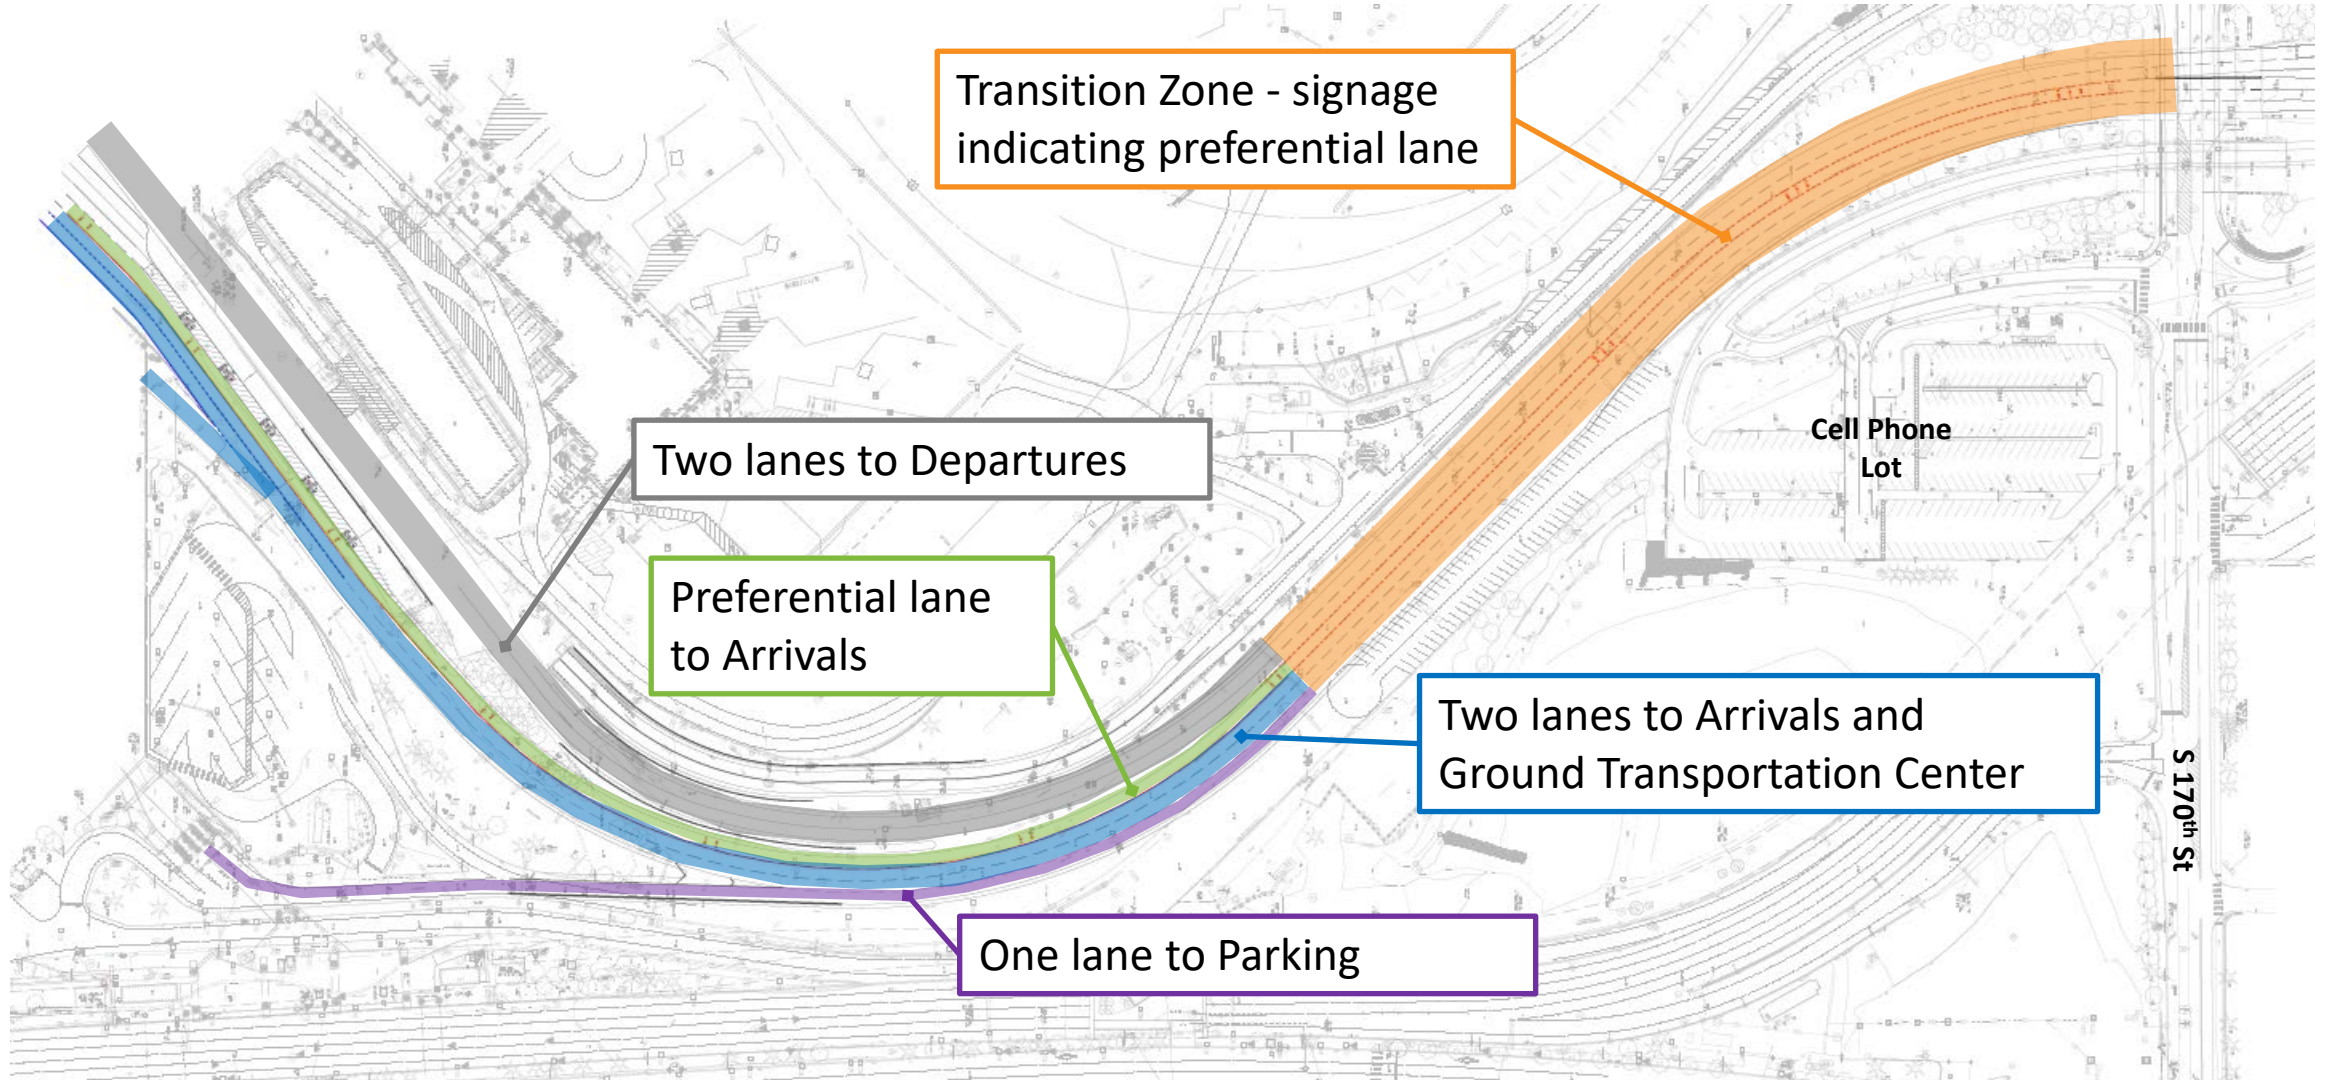 Transition Zone - signage
indicating preferential lane
Cell Phone
Lot
Two lanes to Departures
Preferential lane
to Arrivals
Two lanes to Arrivals and
Ground Transportation Center
S 170th St
One lane to Parking